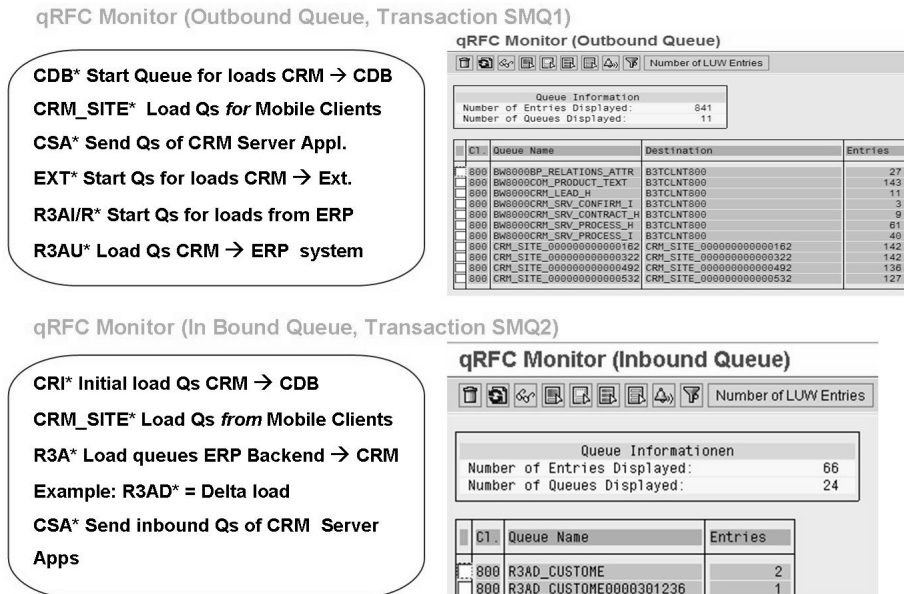 qRFC Monitor (Outbound Queue, Transaction SMQ1)
CDB* Start Queue for loads CRM → CDB
CRM_SITE* Load Qs for Mobile Clients
CSA* Send Qs of CRM Server Appl.
EXT* Start Qs for loads CRM → Ext.
R3AI/R* Start Qs for loads from ERP
R3AU* Load Qs CRM → ERP system
qRFC Monitor (Outbound Queue)
Number of LUW Entries
Queue Information
Number of Entries Displayed: 841
Number of Queues Displayed: 11
Cl. Queue Name Destination Entries
800 BW8000BP_RELATIONS_ATTR B3TCLNT800 27
800 BW8000COM_PRODUCT_TEXT B3TCLNT800 143
800 BW8000CRM_LEAD_H B3TCLNT800 11
800 BW8000CRM_SRV_CONFIRM_I B3TCLNT800 3
800 BW8000CRM_SRV_CONTRACT_H B3TCLNT800 9
800 BW8000CRM_SRV_PROCESS_H B3TCLNT800 61
800 BW8000CRM_SRV_PROCESS_I B3TCLNT800 40
800 CRM_SITE_000000000000162 CRM_SITE_000000000000162 142
800 CRM_SITE_000000000000322 CRM_SITE_000000000000322 142
800 CRM_SITE_000000000000492 CRM_SITE_000000000000492 136
800 CRM_SITE_000000000000532 CRM_SITE_000000000000532 127
qRFC Monitor (In Bound Queue, Transaction SMQ2)
CRI* Initial load Qs CRM → CDB
CRM_SITE* Load Qs from Mobile Clients
R3A* Load queues ERP Backend → CRM
Example: R3AD* = Delta load
CSA* Send inbound Qs of CRM Server
Apps
qRFC Monitor (Inbound Queue)
Number of LUW Entries
Queue Informationen
Number of Entries Displayed: 66
Number of Queues Displayed: 24
Cl. Queue Name Entries
800 R3AD_CUSTOME 2
800 R3AD_CUSTOME0000301236 1